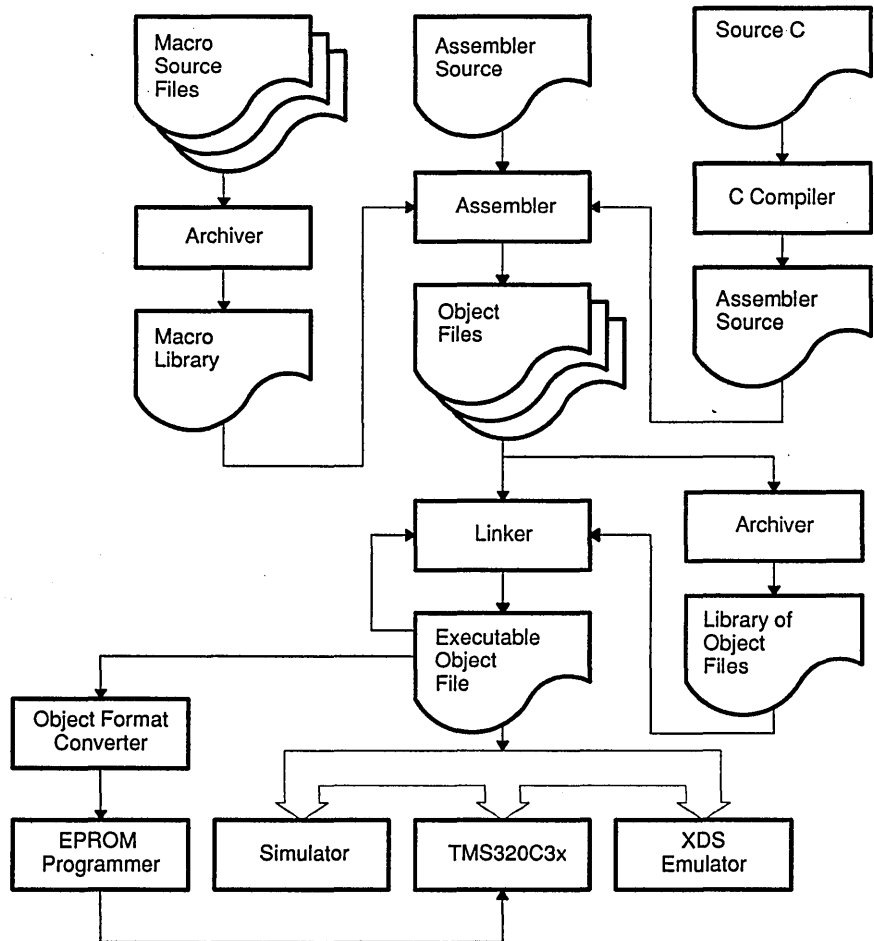 Macro
Source
Files
Assembler
Source
Source C
Archiver
Assembler
C Compiler
Macro
Library
Object
Files
Assembler
Source
Linker
Archiver
Executable
Object
File
Library of
Object
Files
Object Format
Converter
EPROM
Programmer
Simulator
TMS320C3x
XDS
Emulator